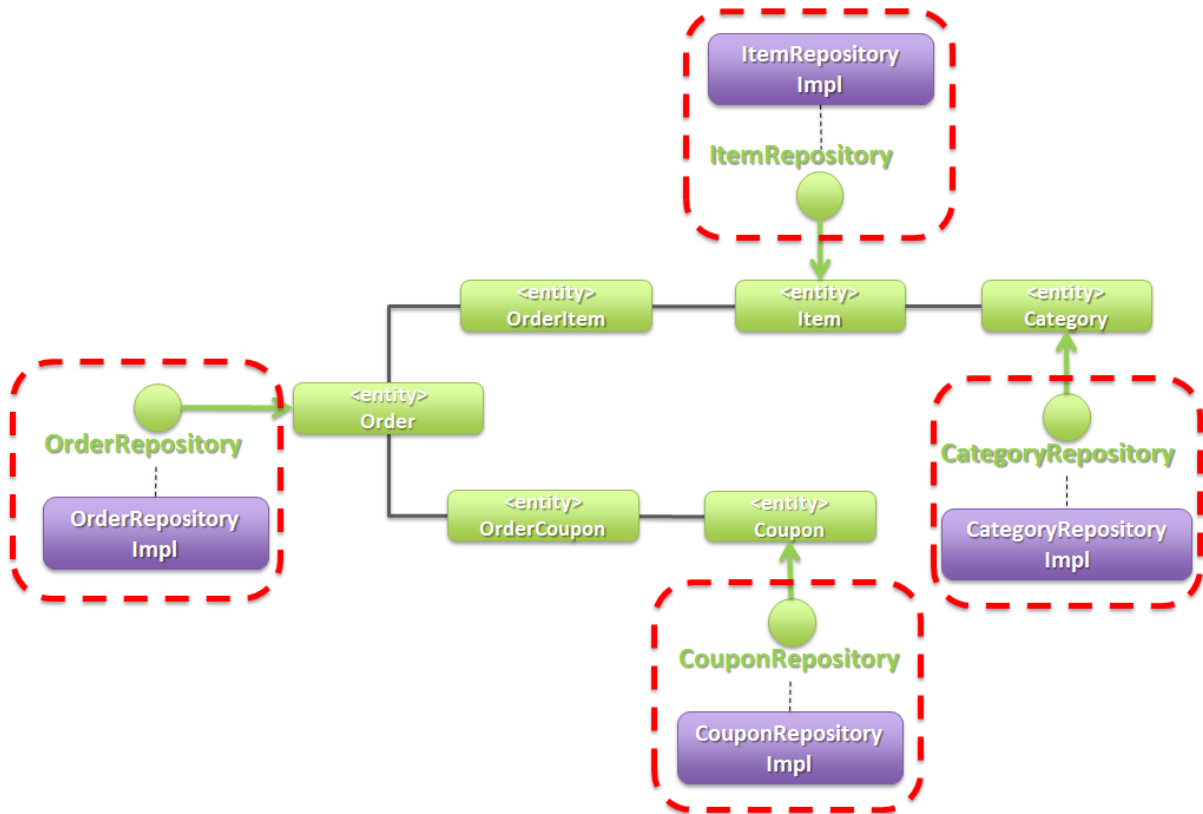 ItemRepository
Impl
ItemRepository
<entity>
OrderItem
<entity>
Item
<entity>
Category
<entity>
Order
OrderRepository
OrderRepository
Impl
CategoryRepository
CategoryRepository
Impl
<entity>
OrderCoupon
<entity>
Coupon
CouponRepository
CouponRepository
Impl